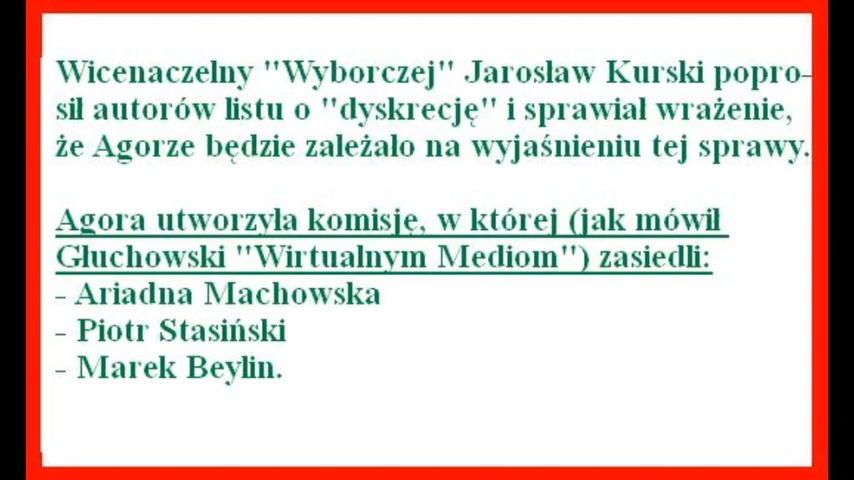 Wicenaczelny "Wyborczej" Jarosław Kurski popro-
sił autorów listu o "dyskrecję" i sprawiał wrażenie,
że Agorze będzie zależało na wyjaśnieniu tej sprawy.
Agora utworzyła komisję, w której (jak mówił
Głuchowski "Wirtualnym Mediom") zasiedli:
- Ariadna Machowska
- Piotr Stasiński
- Marek Beylin.